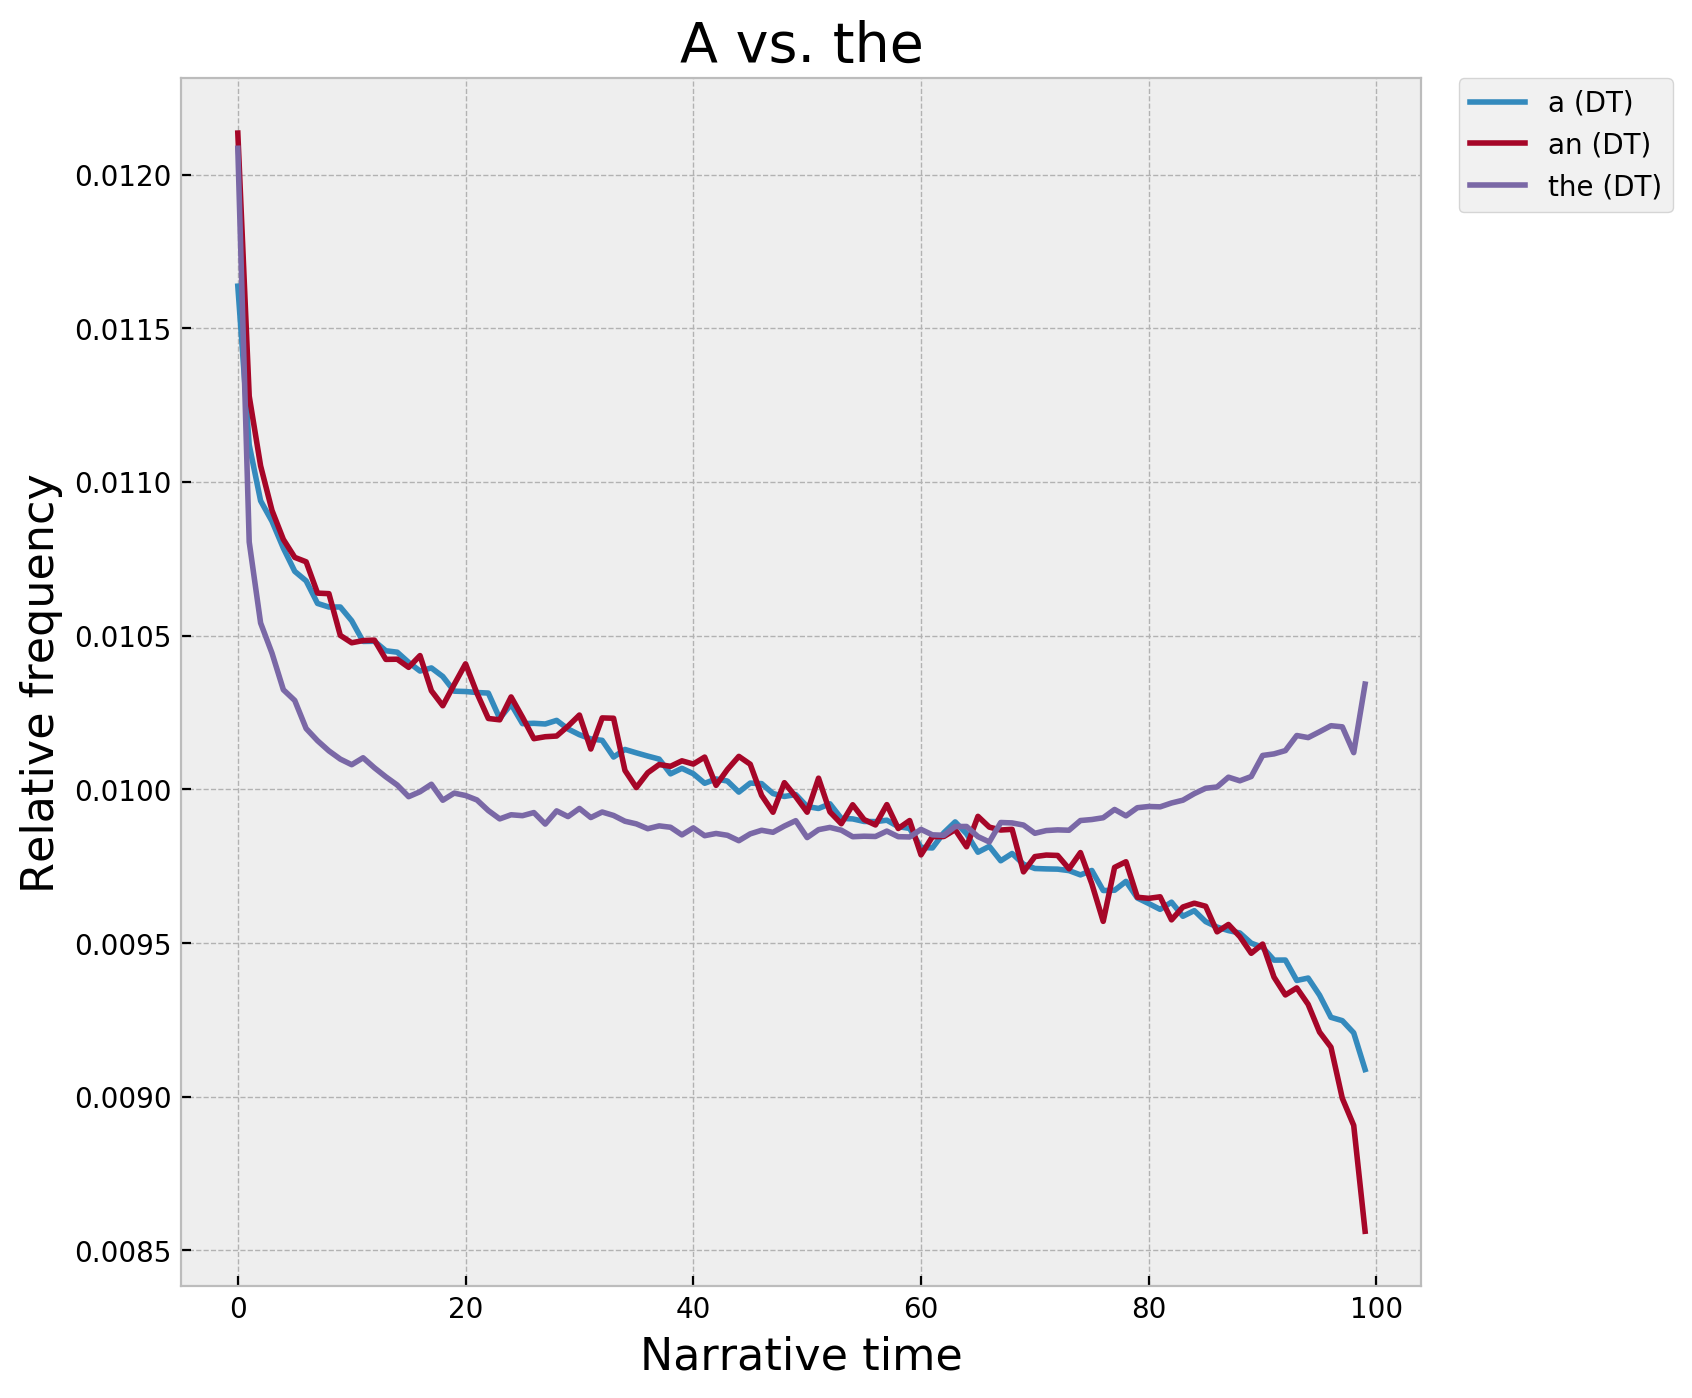 A vs. the
a (DT)
an (DT)
the (DT)
Relative frequency
0.0120
0.0115
0.0110
0.0105
0.0100
0.0095
0.0090
0.0085
0 20 40 60 80 100
Narrative time